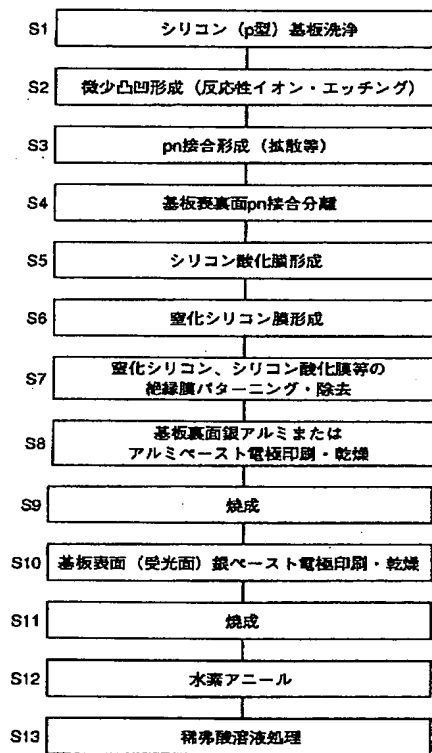 S1 シリコン（p型）基板洗浄
S2 微少凸凹形成（反応性イオン・エッチング）
S3 pn接合形成（拡散等）
S4 基板表裏面pn接合分離
S5 シリコン酸化膜形成
S6 窒化シリコン膜形成
S7 窒化シリコン、シリコン酸化膜等の
絶縁膜パターニング・除去
S8 基板裏面銀アルミまたは
アルミペースト電極印刷・乾燥
S9 焼成
S10 基板表面（受光面）銀ペースト電極印刷・乾燥
S11 焼成
S12 水素アニール
S13 稀沸酸溶液処理